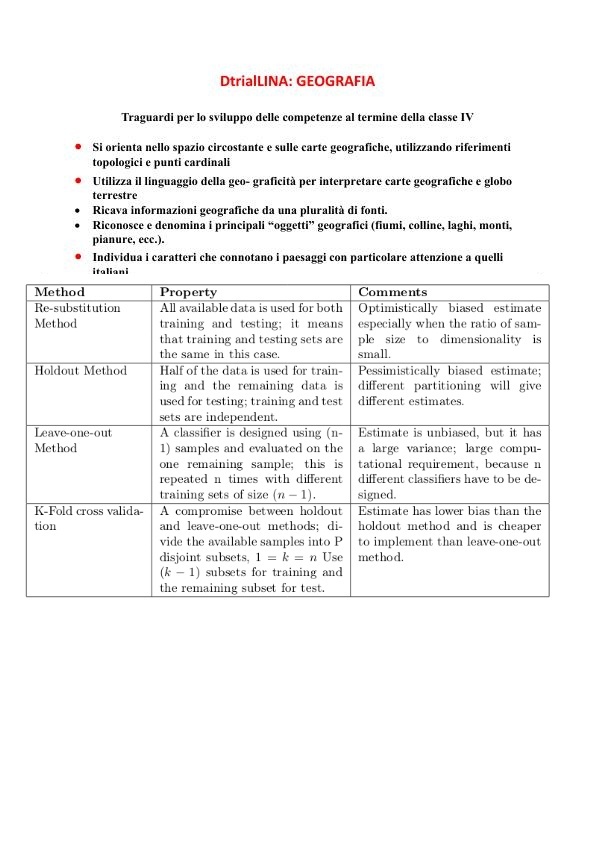 DtrialLINA: GEOGRAFIA
Traguardi per lo sviluppo delle competenze al termine della classe IV
• Si orienta nello spazio circostante e sulle carte geografiche, utilizzando riferimenti
topologici e punti cardinali
• Utilizza il linguaggio della geo- graficità per interpretare carte geografiche e globo
terrestre
• Ricava informazioni geografiche da una pluralità di fonti.
• Riconosce e denomina i principali “oggetti” geografici (fiumi, colline, laghi, monti,
pianure, ecc.).
• Individua i caratteri che connotano i paesaggi con particolare attenzione a quelli
italiani
Method Property Comments
Re-substitution
Method
All available data is used for both
training and testing; it means
that training and testing sets are
the same in this case.
Optimistically biased estimate
especially when the ratio of sam-
ple size to dimensionality is
small.
Holdout Method
Half of the data is used for train-
ing and the remaining data is
used for testing; training and test
sets are independent.
Pessimistically biased estimate;
different partitioning will give
different estimates.
Leave-one-out
Method
A classifier is designed using (n-
1) samples and evaluated on the
one remaining sample; this is
repeated n times with different
training sets of size (n − 1).
Estimate is unbiased, but it has
a large variance; large compu-
tational requirement, because n
different classifiers have to be de-
signed.
K-Fold cross valida-
tion
A compromise between holdout
and leave-one-out methods; di-
vide the available samples into P
disjoint subsets, 1 = k = n Use
(k − 1) subsets for training and
the remaining subset for test.
Estimate has lower bias than the
holdout method and is cheaper
to implement than leave-one-out
method.